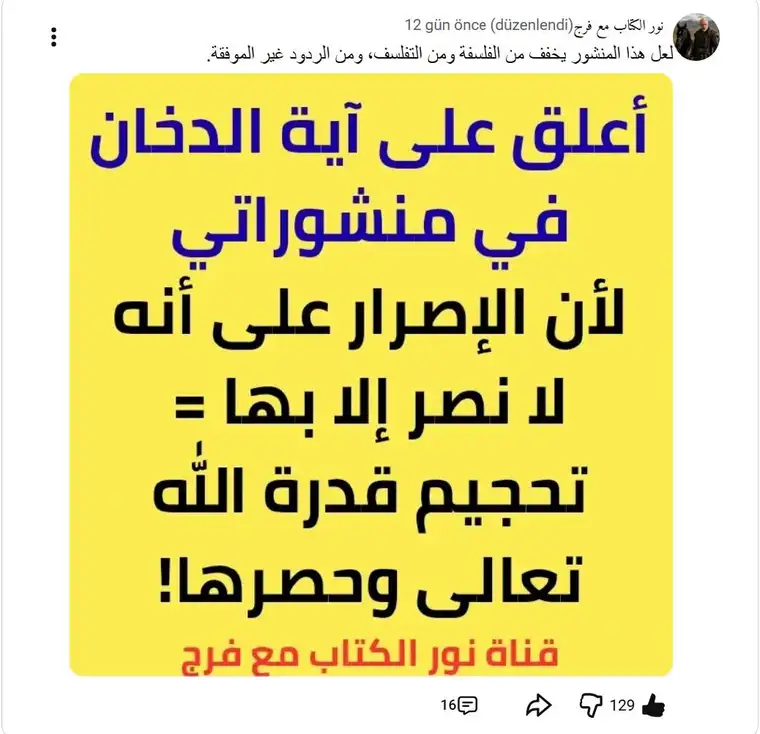 نور الكتاب مع فرج 12 gün önce (düzenlendi)
لعل هذا المنشور يخفف من الفلسفة ومن التفلسف، ومن الردود غير الموفقة.
أعلق على آية الدخان
في منشوراتي
لأن الإصرار على أنه
لا نصر إلا بها =
تحجيم قدرة الله
تعالى وحصرها!
قناة نور الكتاب مع فرج
129
16